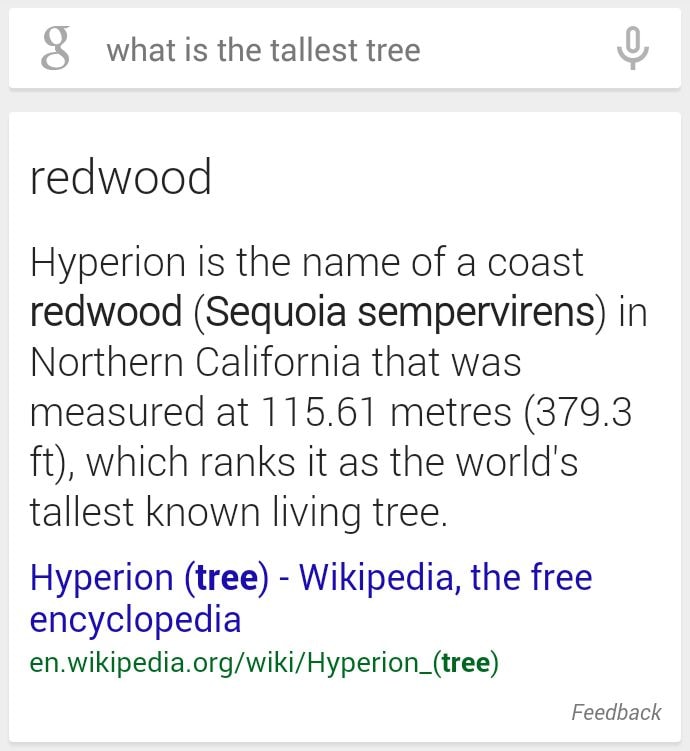 g what is the tallest tree
redwood
Hyperion is the name of a coast
redwood (Sequoia sempervirens) in
Northern California that was
measured at 115.61 metres (379.3
ft), which ranks it as the world's
tallest known living tree.
Hyperion (tree) - Wikipedia, the free
encyclopedia
en.wikipedia.org/wiki/Hyperion_(tree)
Feedback